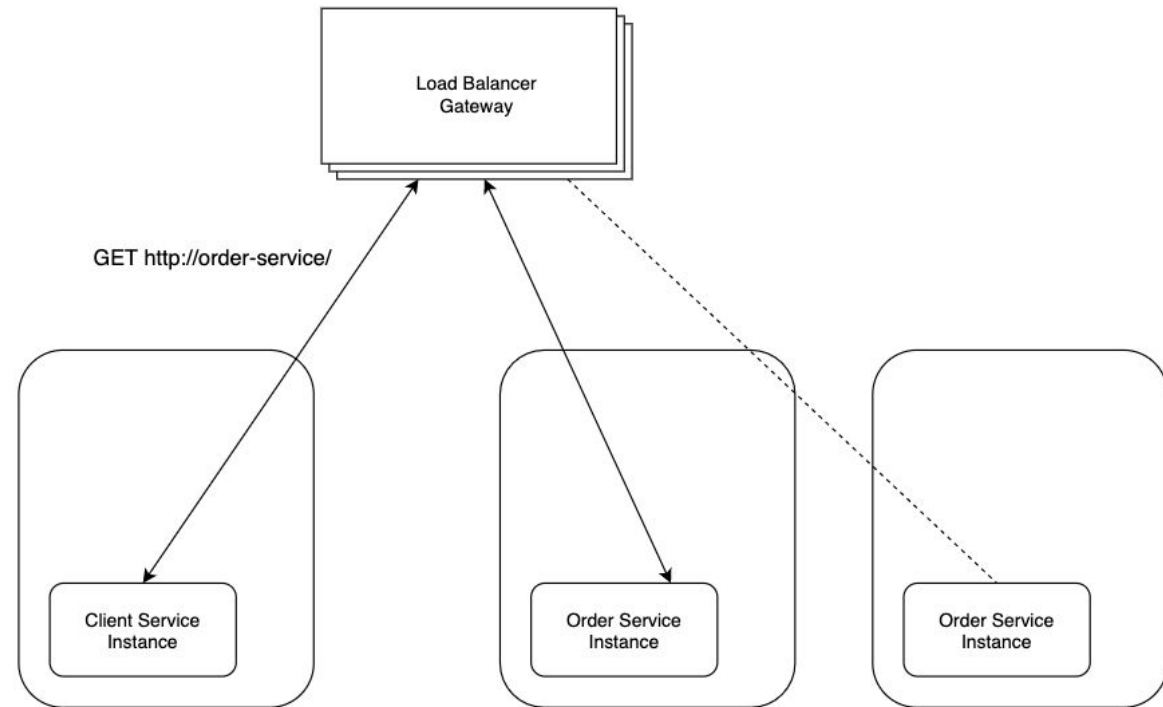 Load Balancer
Gateway
GET http://order-service/
Client Service
Instance
Order Service
Instance
Order Service
Instance